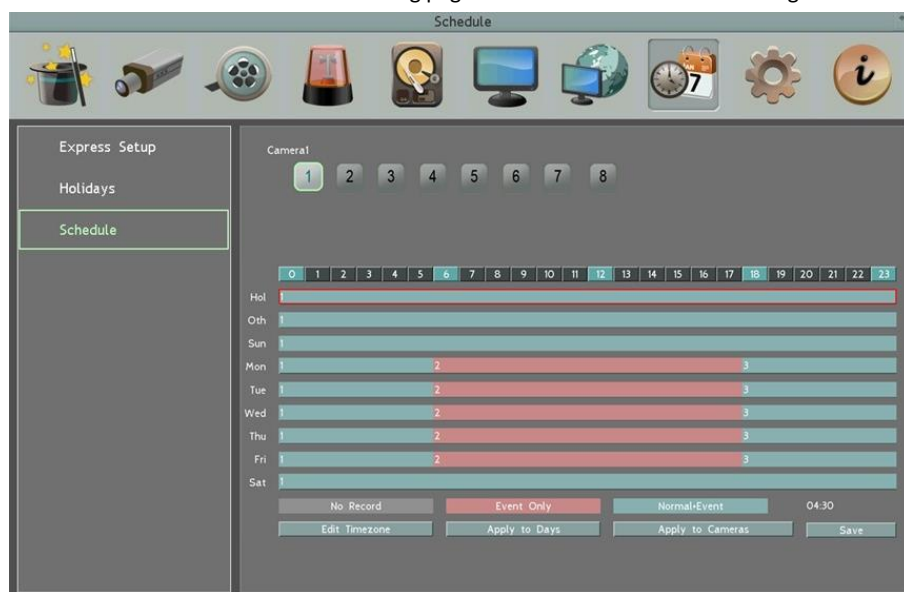 Schedule
JAN
7
i
Express Setup
Holidays
Schedule
Camera1
1 2 3 4 5 6 7 8
0 1 2 3 4 5 6 7 8 9 10 11 12 13 14 15 16 17 18 19 20 21 22 23
Hol 1
Oth 1
Sun 1
Mon 1 2 3
Tue 1 2 3
Wed 1 2 3
Thu 1 2 3
Fri 1 2 3
Sat 1
No Record Event Only Normal+Event 04:30
Edit Timezone Apply to Days Apply to Cameras Save